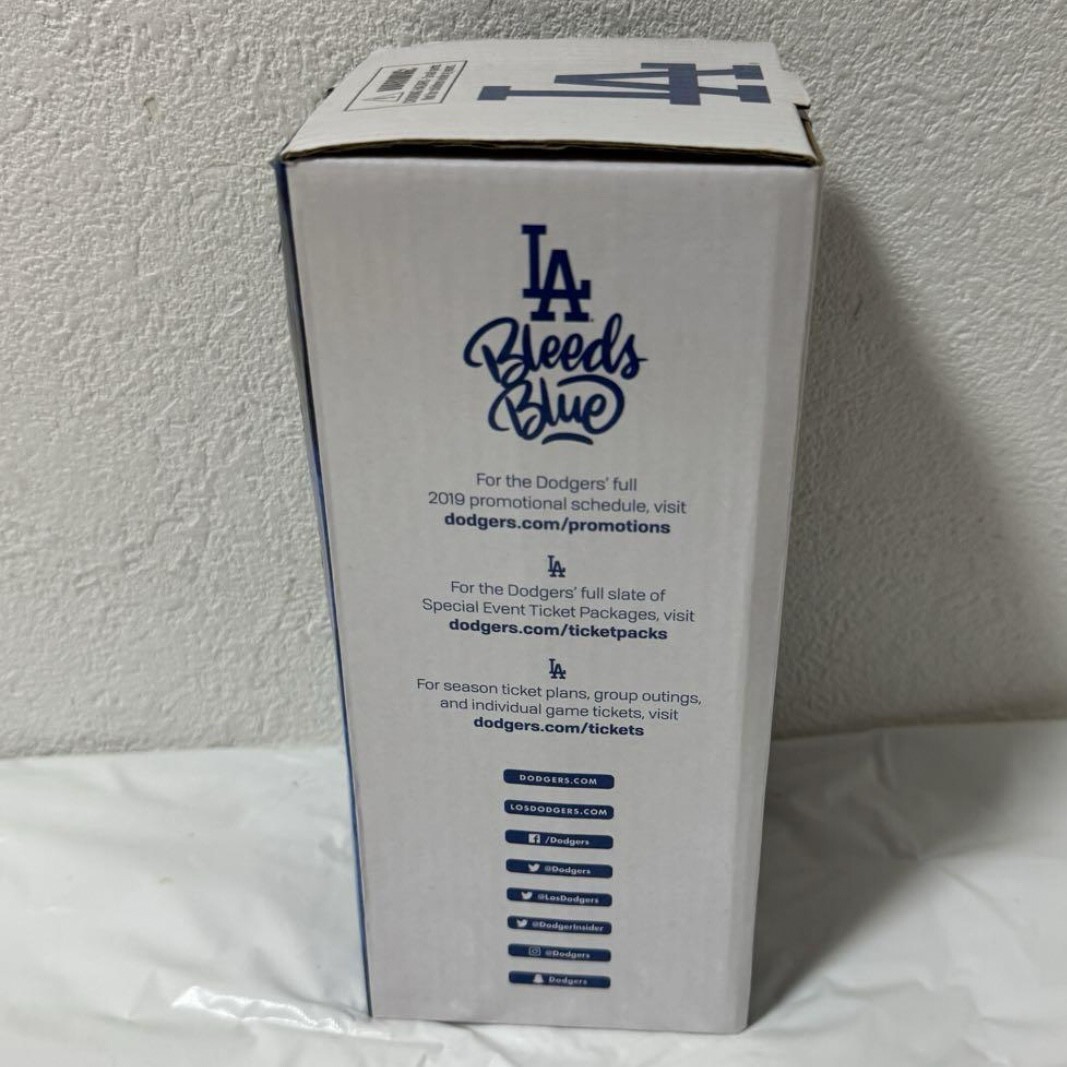 WARNING
LA
LA
Bleeds
Blue
For the Dodgers' full
2019 promotional schedule, visit
dodgers.com/promotions
LA
For the Dodgers' full slate of
Special Event Ticket Packages, visit
dodgers.com/ticketpacks
LA
For season ticket plans, group outings,
and individual game tickets, visit
dodgers.com/tickets
DODGERS.COM
LOSDODGERS.COM
/Dodgers
@Dodgers
@LosDodgers
@DodgerInsider
@Dodgers
Dodgers